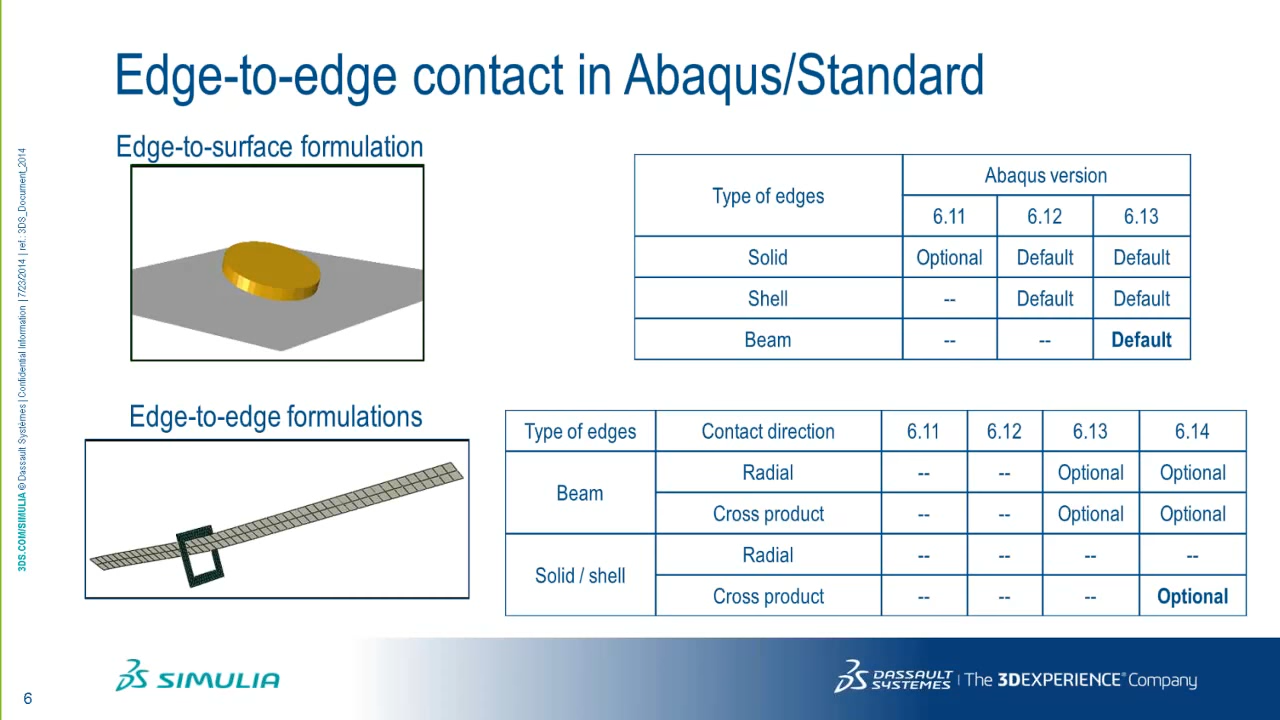 Edge-to-edge contact in Abaqus/Standard
Edge-to-surface formulation
Type of edges
Abaqus version
6.11 6.12 6.13
Solid Optional Default Default
Shell -- Default Default
Beam -- -- Default
Edge-to-edge formulations
Type of edges Contact direction 6.11 6.12 6.13 6.14
Beam
Radial -- -- Optional Optional
Cross product -- -- Optional Optional
Solid / shell
Radial -- -- -- --
Cross product -- -- -- Optional
3DS.COM/SIMULIA © Dassault Systèmes | Confidential Information | 7/23/2014 | ref.: 3DS_Document_2014
6
SIMULIA
DASSAULT SYSTEMES | The 3DEXPERIENCE® Company